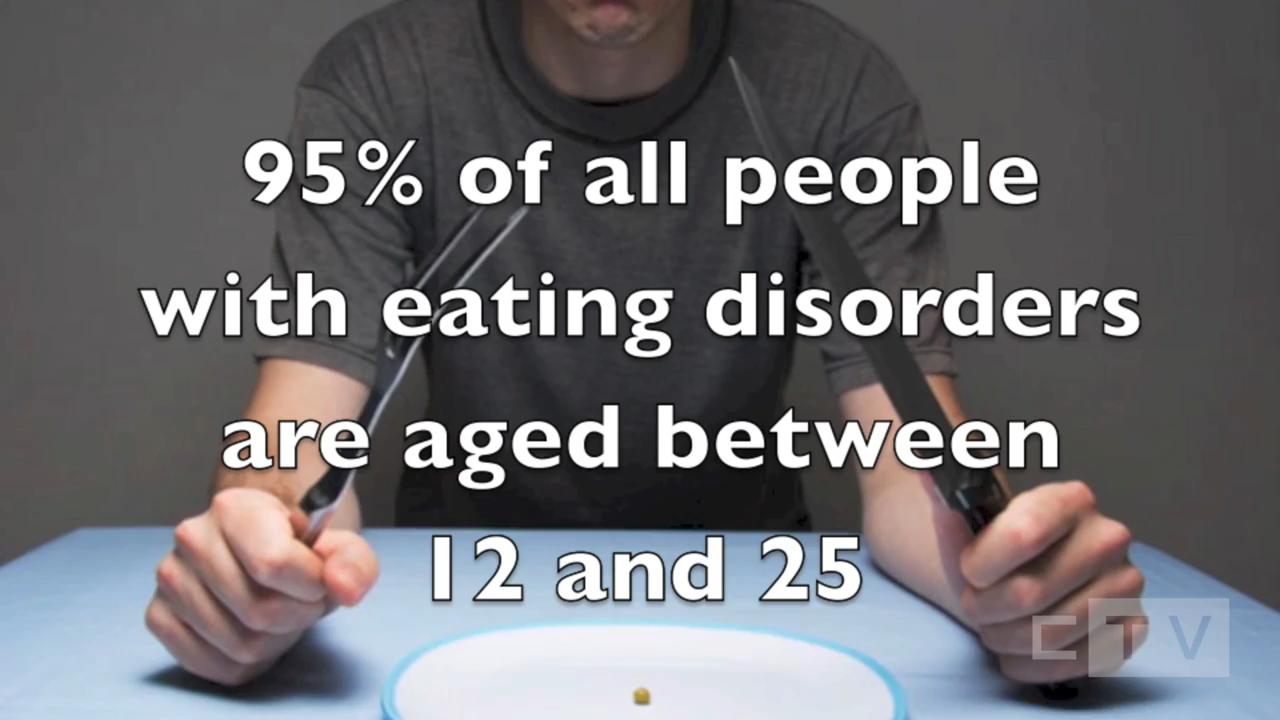 95% of all people
with eating disorders
are aged between
12 and 25
CTV